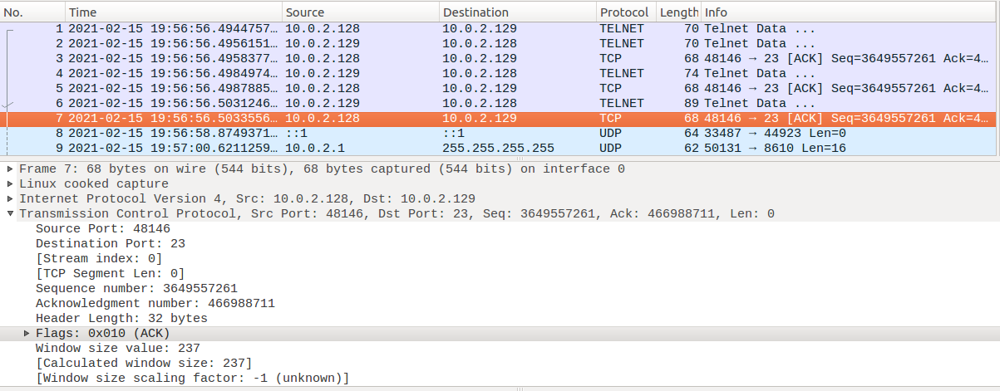 No. Time Source Destination Protocol Length Info
1 2021-02-15 19:56:56.4944757… 10.0.2.128 10.0.2.129 TELNET 70 Telnet Data ...
2 2021-02-15 19:56:56.4956151… 10.0.2.129 10.0.2.128 TELNET 70 Telnet Data ...
3 2021-02-15 19:56:56.4958377… 10.0.2.128 10.0.2.129 TCP 68 48146 → 23 [ACK] Seq=3649557261 Ack=4…
4 2021-02-15 19:56:56.4984974… 10.0.2.129 10.0.2.128 TELNET 74 Telnet Data ...
5 2021-02-15 19:56:56.4987885… 10.0.2.128 10.0.2.129 TCP 68 48146 → 23 [ACK] Seq=3649557261 Ack=4…
6 2021-02-15 19:56:56.5031246… 10.0.2.129 10.0.2.128 TELNET 89 Telnet Data ...
7 2021-02-15 19:56:56.5033556… 10.0.2.128 10.0.2.129 TCP 68 48146 → 23 [ACK] Seq=3649557261 Ack=4…
8 2021-02-15 19:56:58.8749371… ::1 ::1 UDP 64 33487 → 44923 Len=0
9 2021-02-15 19:57:00.6211259… 10.0.2.1 255.255.255.255 UDP 62 50131 → 8610 Len=16
Frame 7: 68 bytes on wire (544 bits), 68 bytes captured (544 bits) on interface 0
Linux cooked capture
Internet Protocol Version 4, Src: 10.0.2.128, Dst: 10.0.2.129
Transmission Control Protocol, Src Port: 48146, Dst Port: 23, Seq: 3649557261, Ack: 466988711, Len: 0
Source Port: 48146
Destination Port: 23
[Stream index: 0]
[TCP Segment Len: 0]
Sequence number: 3649557261
Acknowledgment number: 466988711
Header Length: 32 bytes
Flags: 0x010 (ACK)
Window size value: 237
[Calculated window size: 237]
[Window size scaling factor: -1 (unknown)]